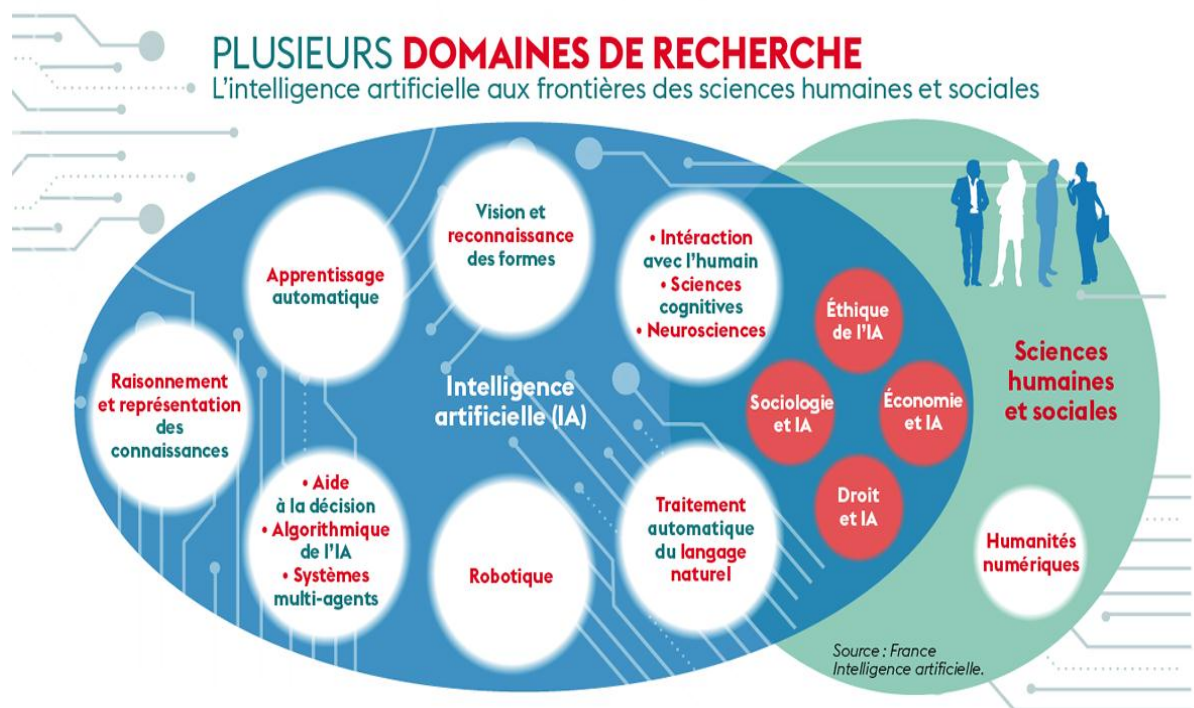 PLUSIEURS DOMAINES DE RECHERCHE
L'intelligence artificielle aux frontières des sciences humaines et sociales
Vision et
reconnaissance
des formes
• Intéraction
avec l'humain
• Sciences
cognitives
• Neurosciences
Apprentissage
automatique
Éthique
de l'IA
Raisonnement
et représentation
des
connaissances
Intelligence
artificielle (IA)
Sociologie
et IA
Économie
et IA
Sciences
humaines
et sociales
• Aide
à la décision
• Algorithmique
de l'IA
• Systèmes
multi-agents
Robotique
Traitement
automatique
du langage
naturel
Droit
et IA
Humanités
numériques
Source : France
Intelligence artificielle.